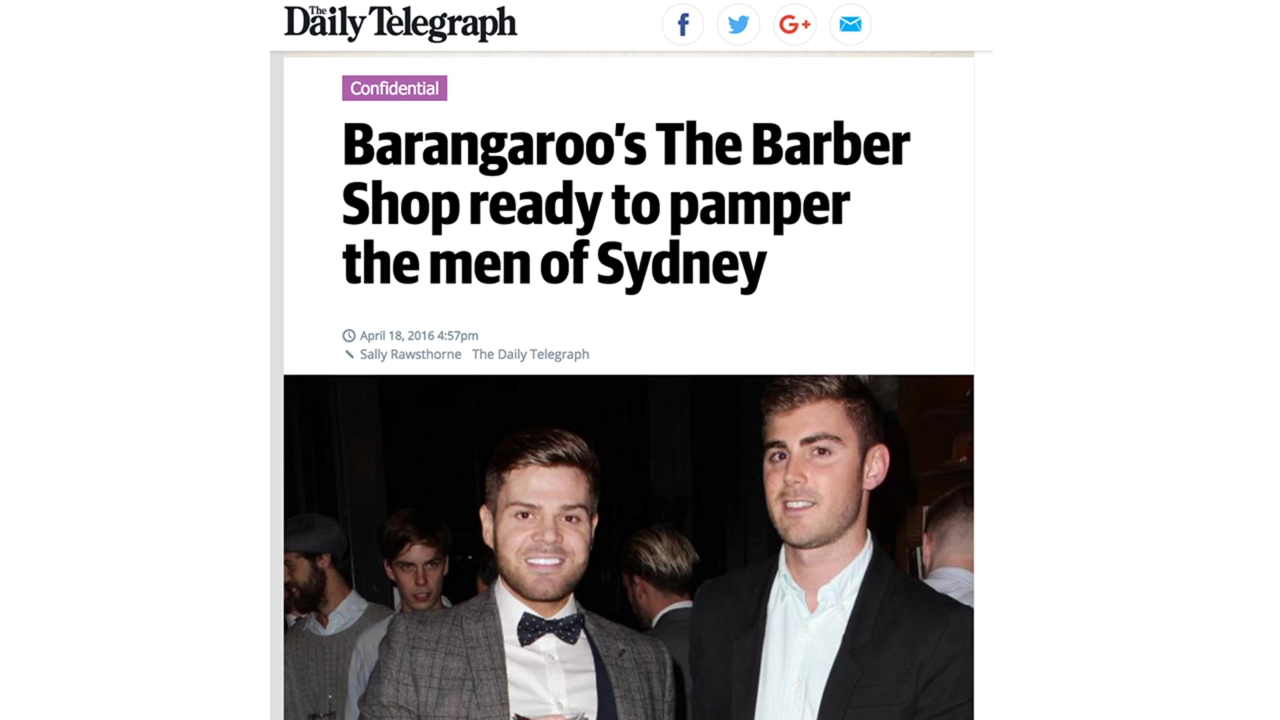 The Daily Telegraph
Confidential
Barangaroo's The Barber
Shop ready to pamper
the men of Sydney
April 18, 2016 4:57pm
Sally Rawsthorne The Daily Telegraph